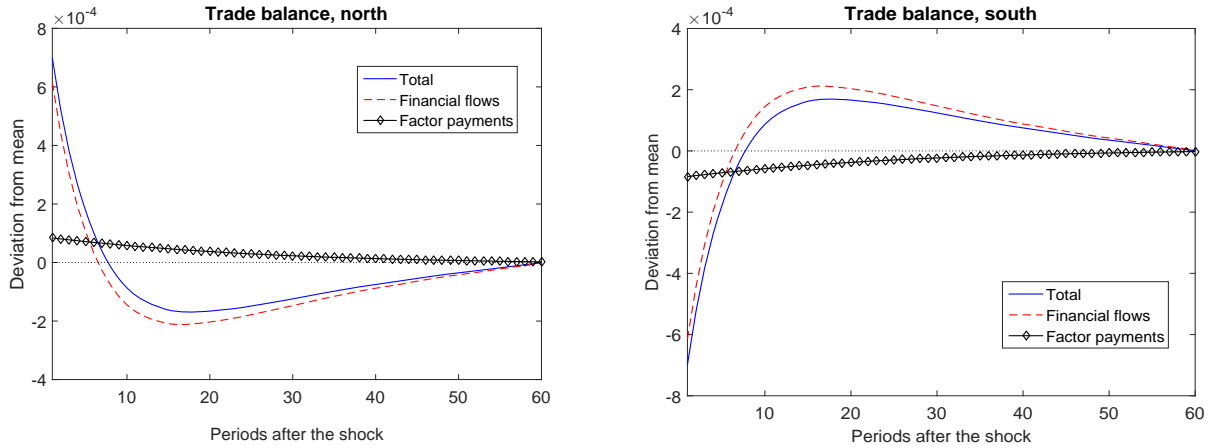 Trade balance, north
×10⁻⁴
8
6
4
2
0
-2
-4
10 20 30 40 50 60
Deviation from mean
Periods after the shock
Total
Financial flows
Factor payments
Trade balance, south
×10⁻⁴
4
2
0
-2
-4
-6
-8
10 20 30 40 50 60
Deviation from mean
Periods after the shock
Total
Financial flows
Factor payments